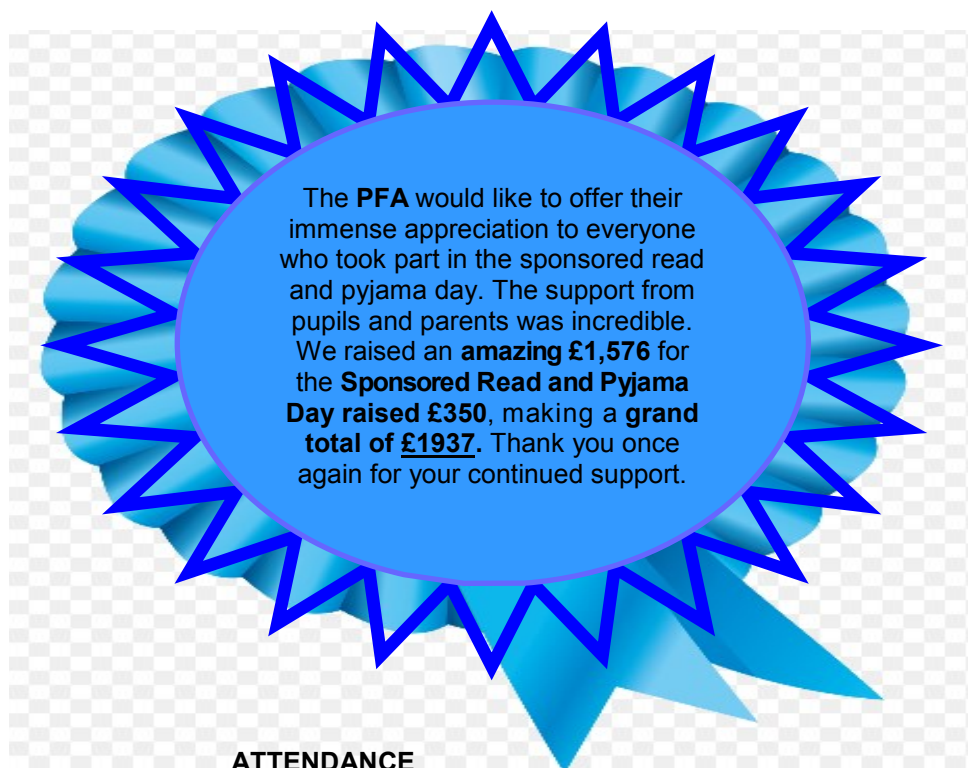 The PFA would like to offer their
immense appreciation to everyone
who took part in the sponsored read
and pyjama day. The support from
pupils and parents was incredible.
We raised an amazing £1,576 for
the Sponsored Read and Pyjama
Day raised £350, making a grand
total of £1937. Thank you once
again for your continued support.
ATTENDANCE